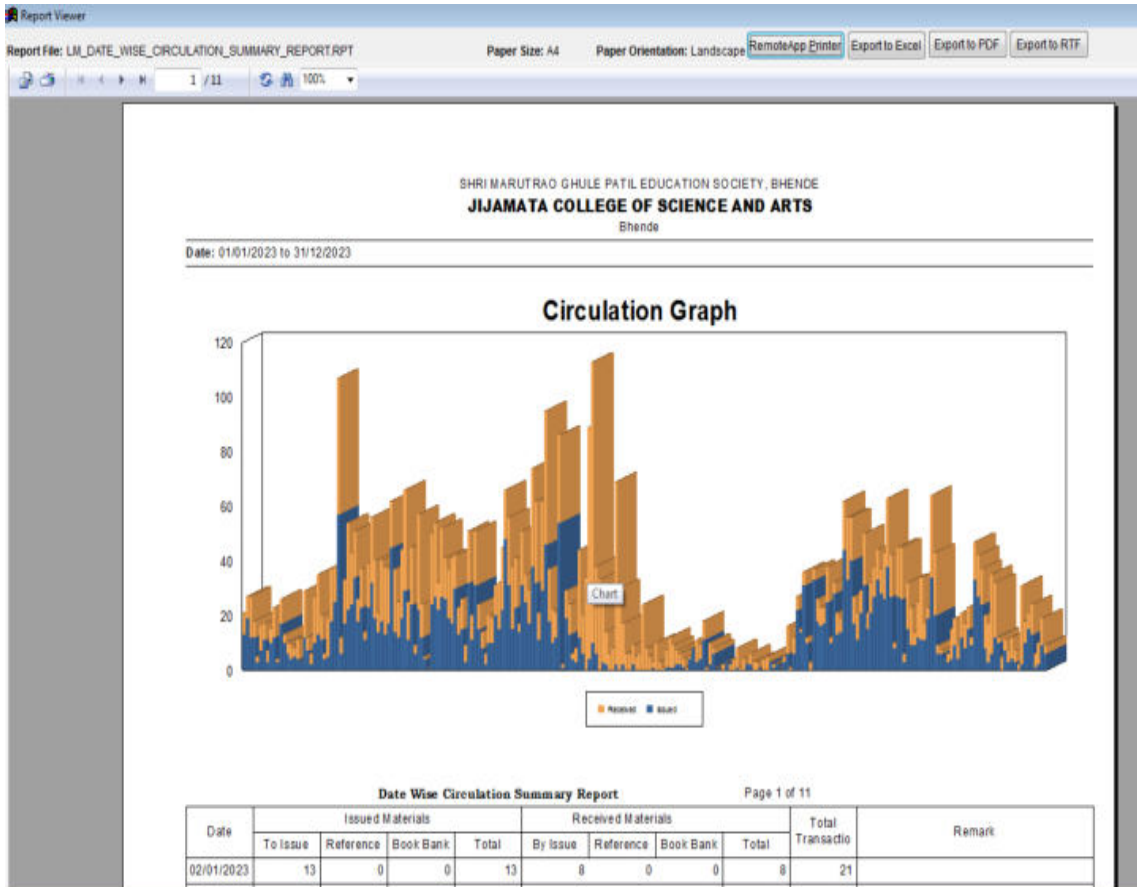 Report Viewer
Report File: LM_DATE_WISE_CIRCULATION_SUMMARY_REPORT.RPT Paper Size: A4 Paper Orientation: Landscape RemoteApp Printer Export to Excel Export to PDF Export to RTF
1 /11 100%
SHRI MARUTRAO GHULE PATIL EDUCATION SOCIETY, BHENDE
JIJAMATA COLLEGE OF SCIENCE AND ARTS
Bhende
Date: 01/01/2023 to 31/12/2023
Circulation Graph
120
100
80
60
40
Chart
20
0
Received Issued
Date Wise Circulation Summary Report Page 1 of 11
Date Issued Materials Received Materials Total Transactio Remark
To Issue Reference Book Bank Total By Issue Reference Book Bank Total
02/01/2023 13 0 0 13 8 0 0 8 21